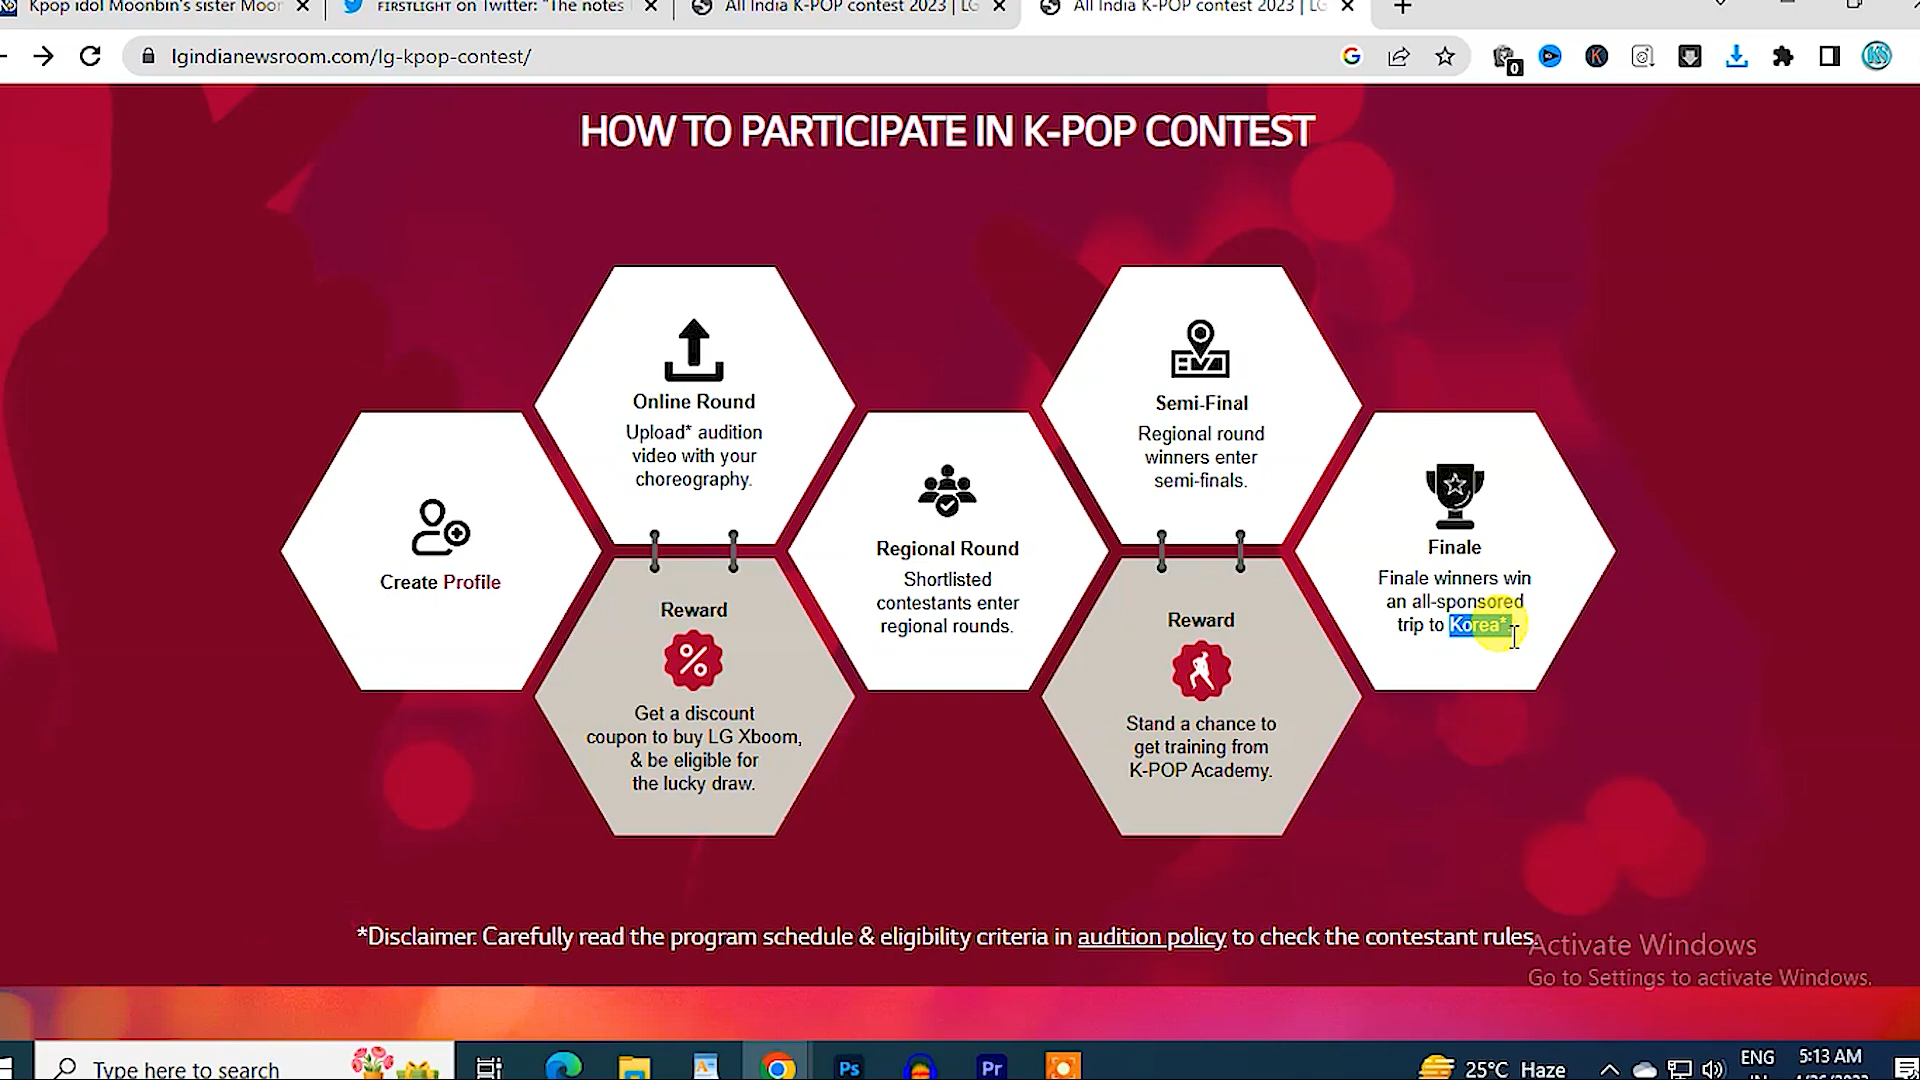 Kpop idol Moonbin's sister Moor
FIRSTLIGHT on Twitter: "The notes
All India K-POP contest 2023 | LG
All India K-POP contest 2023 | LG
lgindianewsroom.com/lg-kpop-contest/
0
HOW TO PARTICIPATE IN K-POP CONTEST
Create Profile
Online Round
Upload* audition
video with your
choreography.
Reward
%
Get a discount
coupon to buy LG Xboom,
& be eligible for
the lucky draw.
Regional Round
Shortlisted
contestants enter
regional rounds.
Semi-Final
Regional round
winners enter
semi-finals.
Reward
Stand a chance to
get training from
K-POP Academy.
Finale
Finale winners win
an all-sponsored
trip to Korea*.
*Disclaimer: Carefully read the program schedule & eligibility criteria in audition policy to check the contestant rules.
Activate Windows
Go to Settings to activate Windows.
Type here to search
Ps
Pr
25°C Haze
ENG
5:13 AM